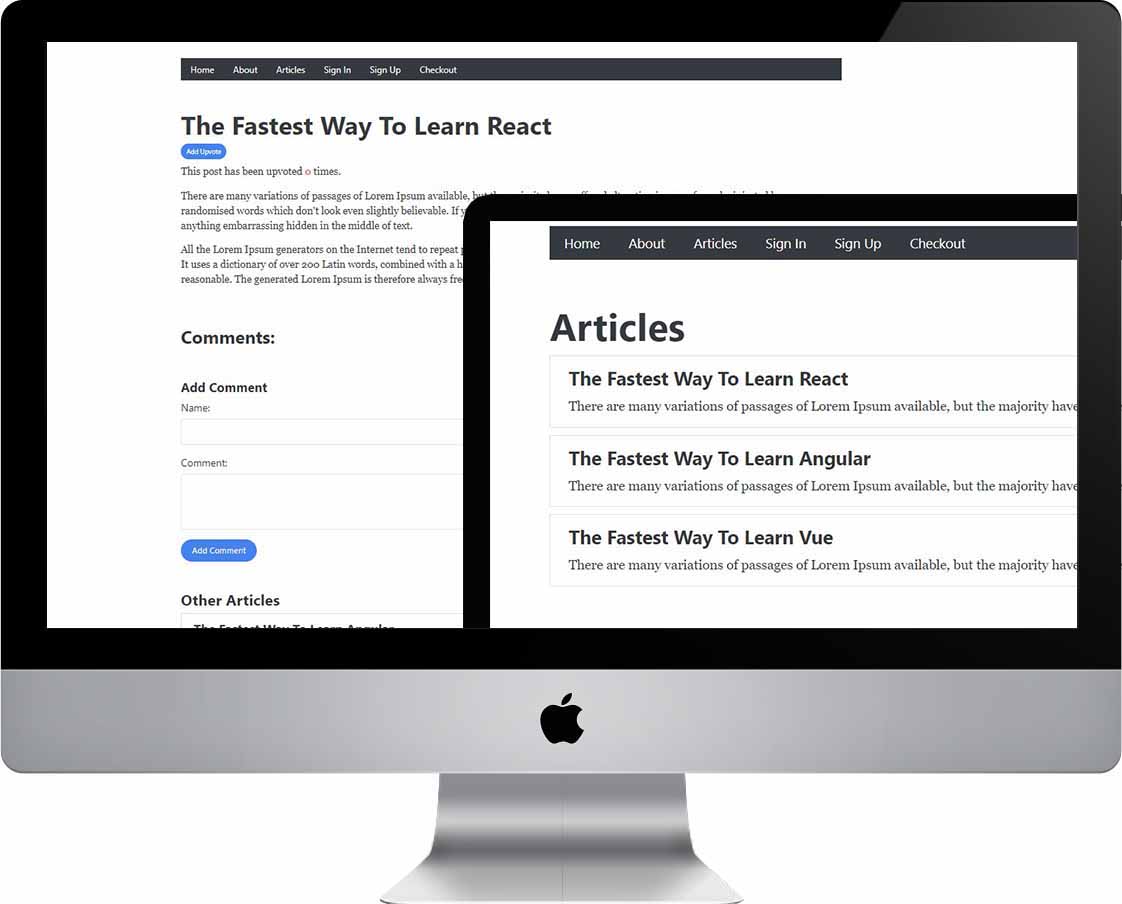 Home About Articles Sign In Sign Up Checkout
The Fastest Way To Learn React
Add Upvote
This post has been upvoted 0 times.
There are many variations of passages of Lorem Ipsum available,
randomised words which don't look even slightly believable. If
anything embarrassing hidden in the middle of text.
All the Lorem Ipsum generators on the Internet tend to repeat
It uses a dictionary of over 200 Latin words, combined with a
reasonable. The generated Lorem Ipsum is therefore always
Comments:
Add Comment
Name:
Comment:
Add Comment
Other Articles
The Fastest Way To Learn Angular
Home About Articles Sign In Sign Up Checkout
Articles
The Fastest Way To Learn React
There are many variations of passages of Lorem Ipsum available, but the majority have
The Fastest Way To Learn Angular
There are many variations of passages of Lorem Ipsum available, but the majority have
The Fastest Way To Learn Vue
There are many variations of passages of Lorem Ipsum available, but the majority have